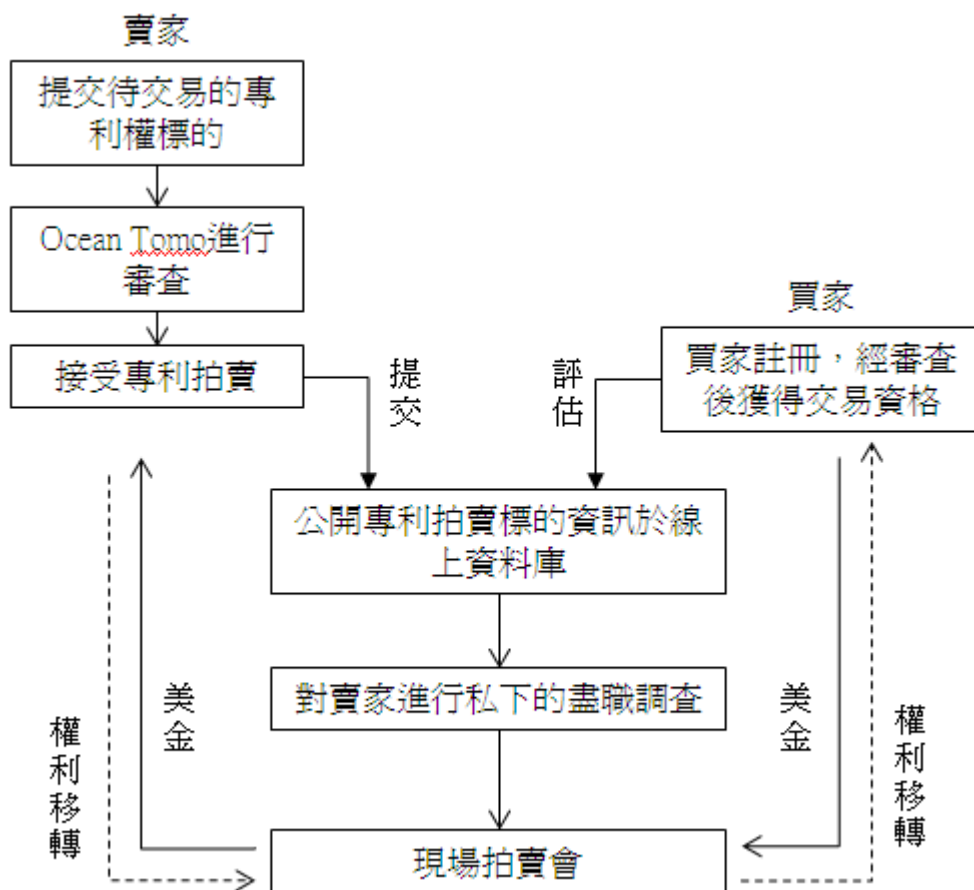 賣家
提交待交易的專
利權標的
Ocean Tomo進行
審查
接受專利拍賣
買家
買家註冊，經審查
後獲得交易資格
提交
評估
公開專利拍賣標的資訊於線
上資料庫
對賣家進行私下的盡職調查
現場拍賣會
權利移轉
美金
美金
權利移轉